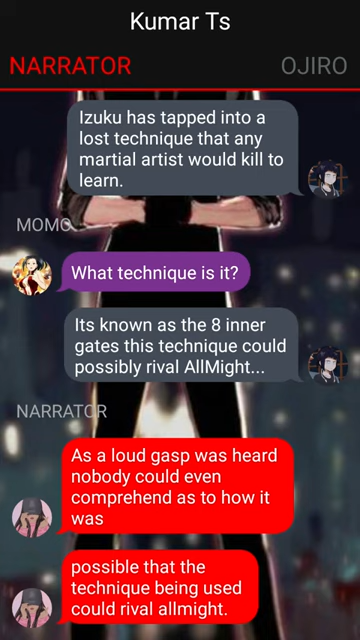 Kumar Ts
NARRATOR OJIRO
Izuku has tapped into a
lost technique that any
martial artist would kill to
learn.
MOMO
What technique is it?
Its known as the 8 inner
gates this technique could
possibly rival AllMight...
NARRATOR
As a loud gasp was heard
nobody could even
comprehend as to how it
was
possible that the
technique being used
could rival allmight.